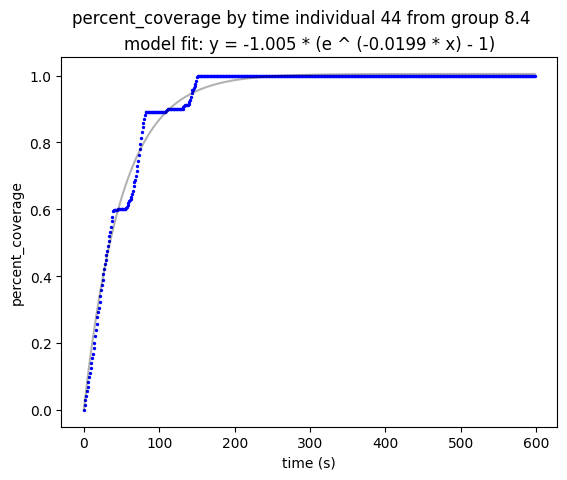 percent_coverage by time individual 44 from group 8.4
model fit: y = -1.005 * (e ^ (-0.0199 * x) - 1)
1.0
0.8
0.6
0.4
0.2
0.0
percent_coverage
0 100 200 300 400 500 600
time (s)